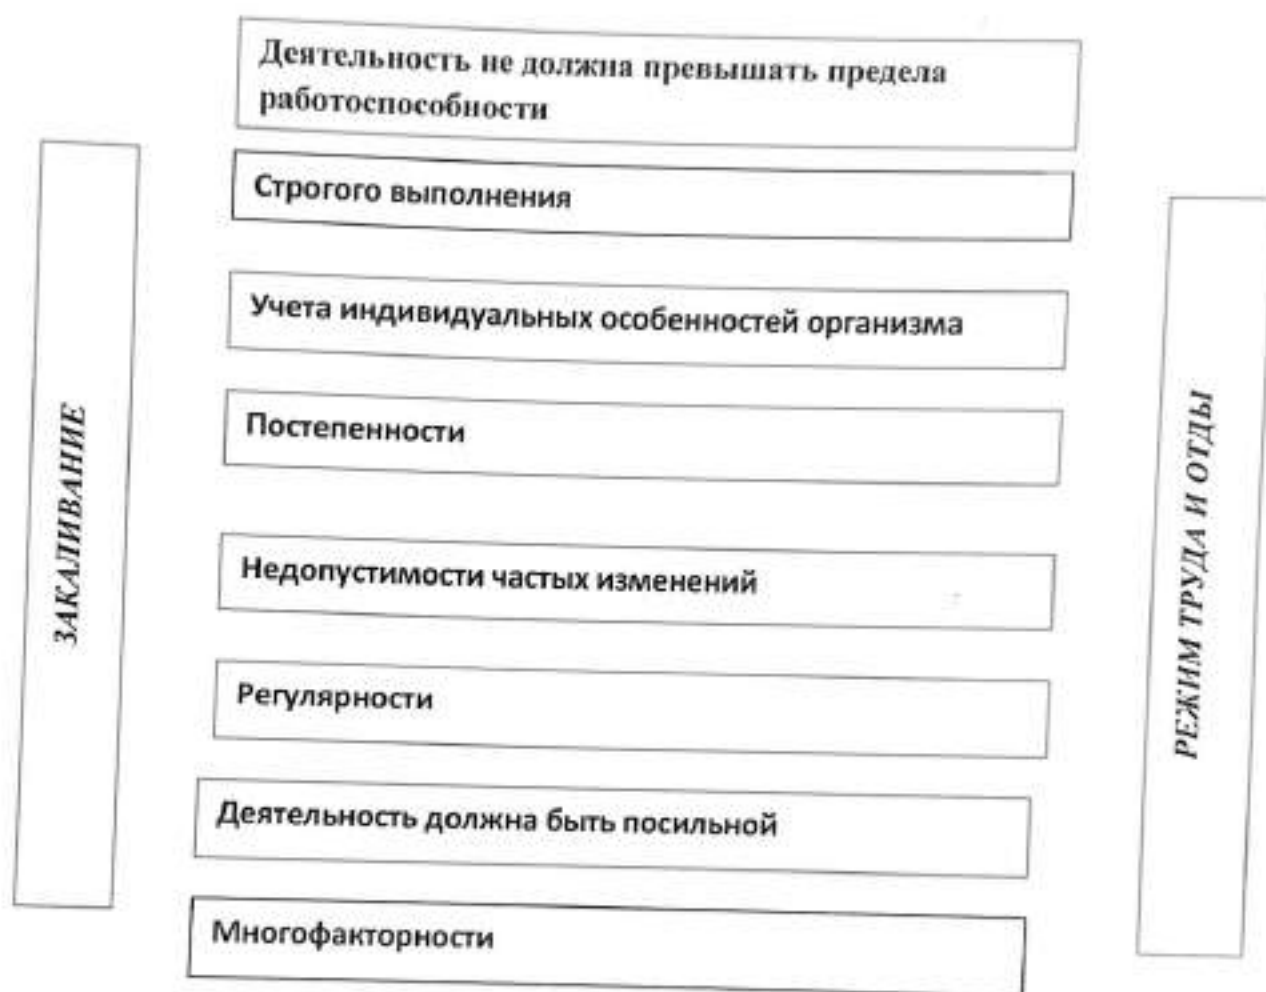 Деятельность не должна превышать предела
работоспособности
Строгого выполнения
Учета индивидуальных особенностей организма
Постепенности
Недопустимости частых изменений
Регулярности
Деятельность должна быть посильной
Многофакторности
ЗАКАЛИВАНИЕ
РЕЖИМ ТРУДА И ОТДЫ